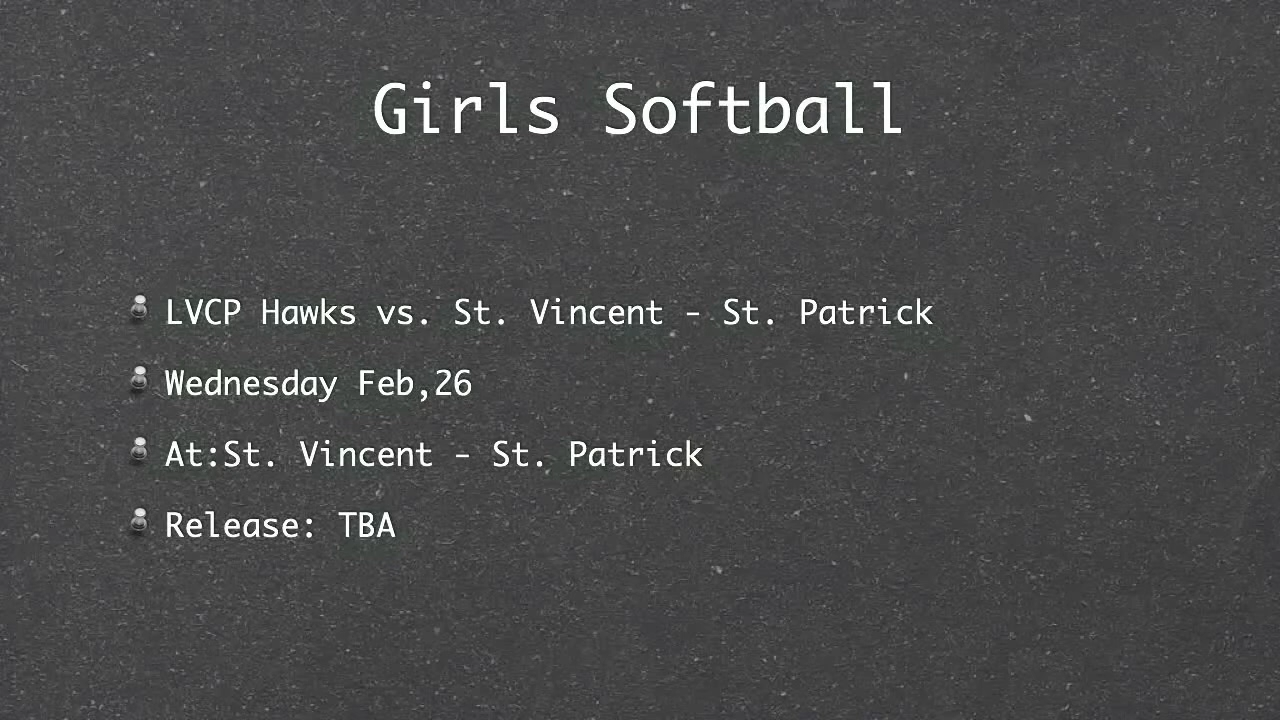 Girls Softball
LVCP Hawks vs. St. Vincent - St. Patrick
Wednesday Feb,26
At:St. Vincent - St. Patrick
Release: TBA